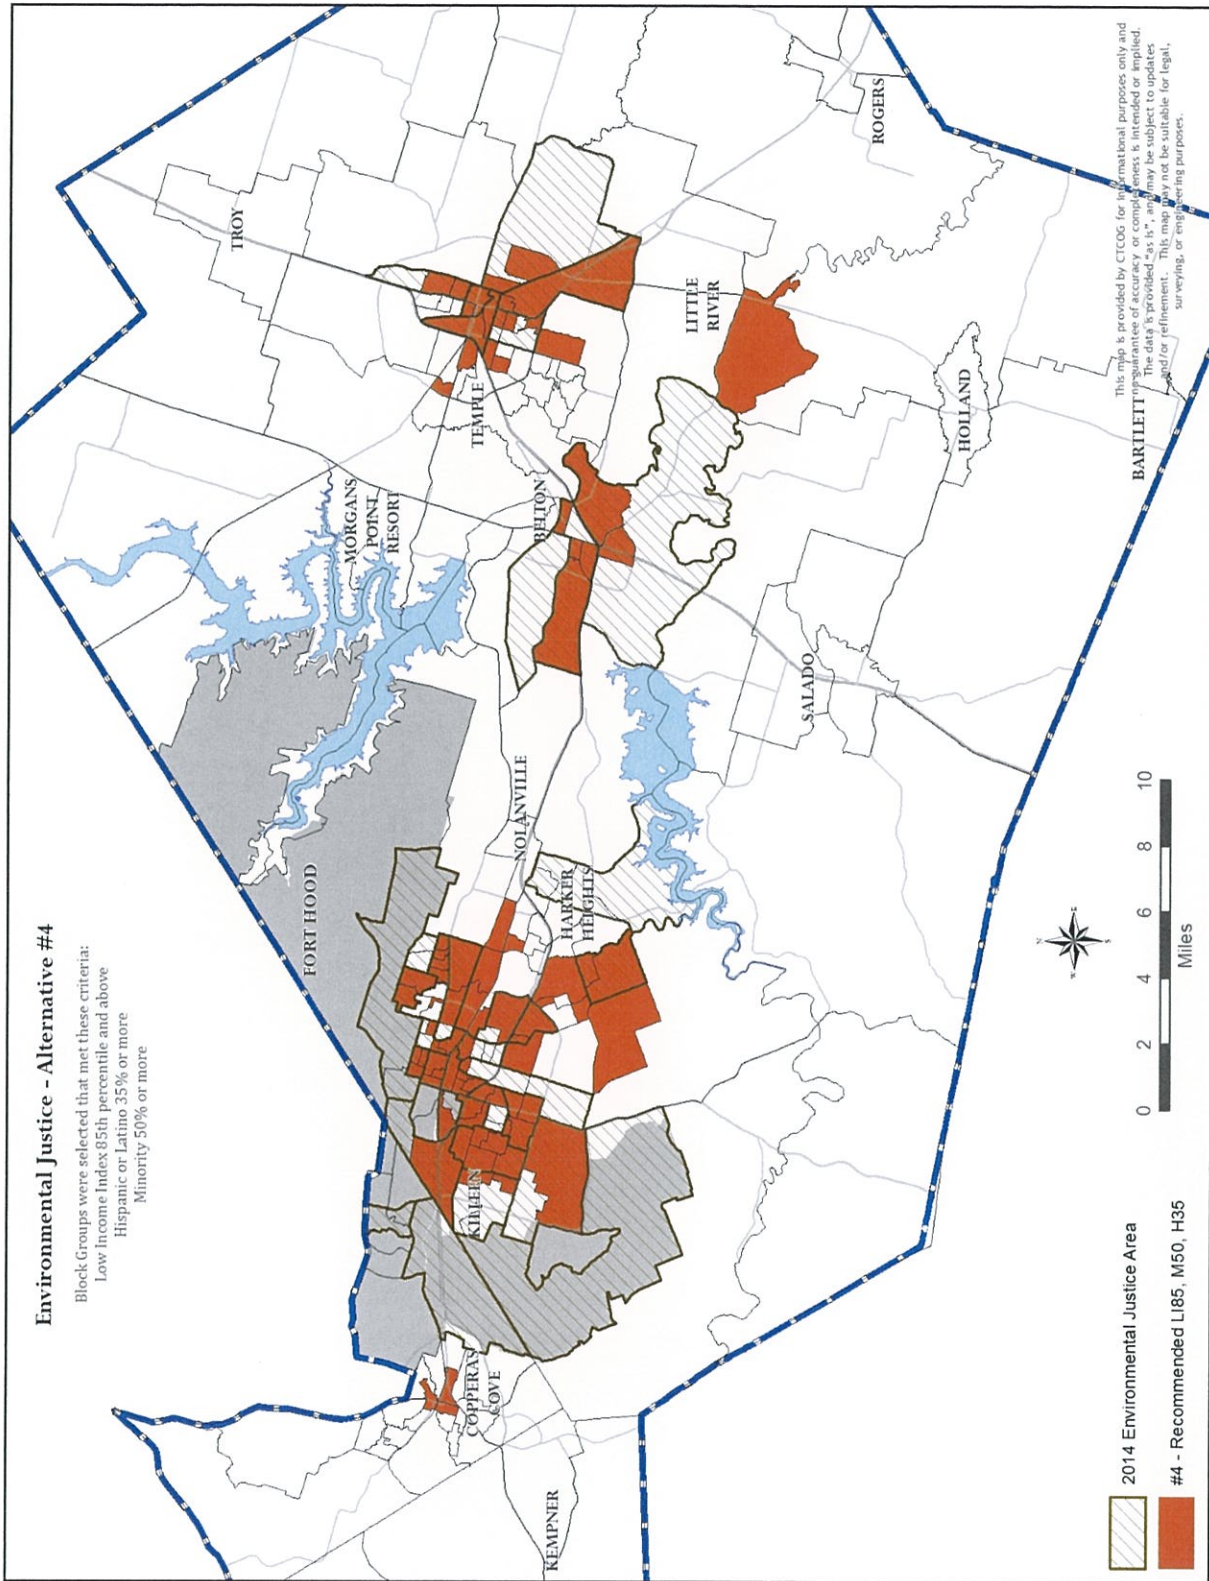 Environmental Justice - Alternative #4
Block Groups were selected that met these criteria:
Low Income Index 85th percentile and above
Hispanic or Latino 35% or more
Minority 50% or more
FORT HOOD
MORGANS
POINT
RESORT
TROY
TEMPLE
BELTON
NOLANVILLE
HARKER
HEIGHTS
KILLEEN
COPPERAS
COVE
KEMPNER
LITTLE
RIVER
ROGERS
SALADO
HOLLAND
BARTLETT
2014 Environmental Justice Area
#4 - Recommended LI85, M50, H35
0 2 4 6 8 10
Miles
N
E
S
W
This map is provided by CTCOG for informational purposes only and
no guarantee of accuracy or completeness is intended or implied.
The data is provided "as is", and may be subject to updates
and/or refinement. This map may not be suitable for legal,
surveying, or engineering purposes.